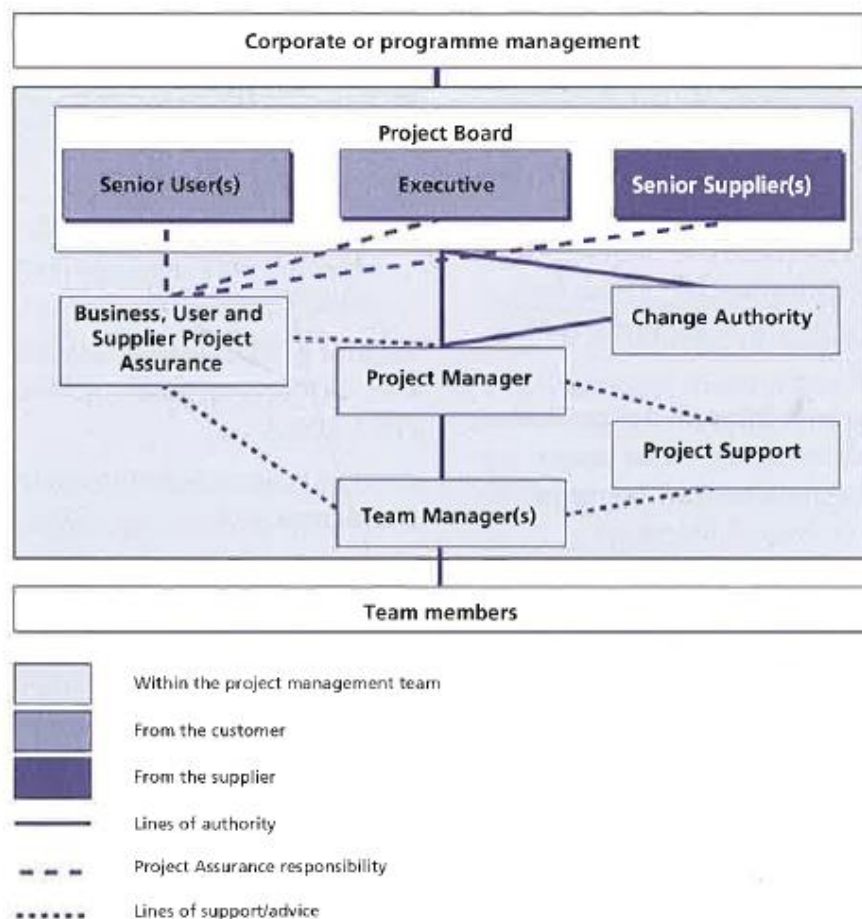 Corporate or programme management
Project Board
Senior User(s)
Executive
Senior Supplier(s)
Business, User and
Supplier Project
Assurance
Change Authority
Project Manager
Project Support
Team Manager(s)
Team members
Within the project management team
From the customer
From the supplier
Lines of authority
Project Assurance responsibility
Lines of support/advice